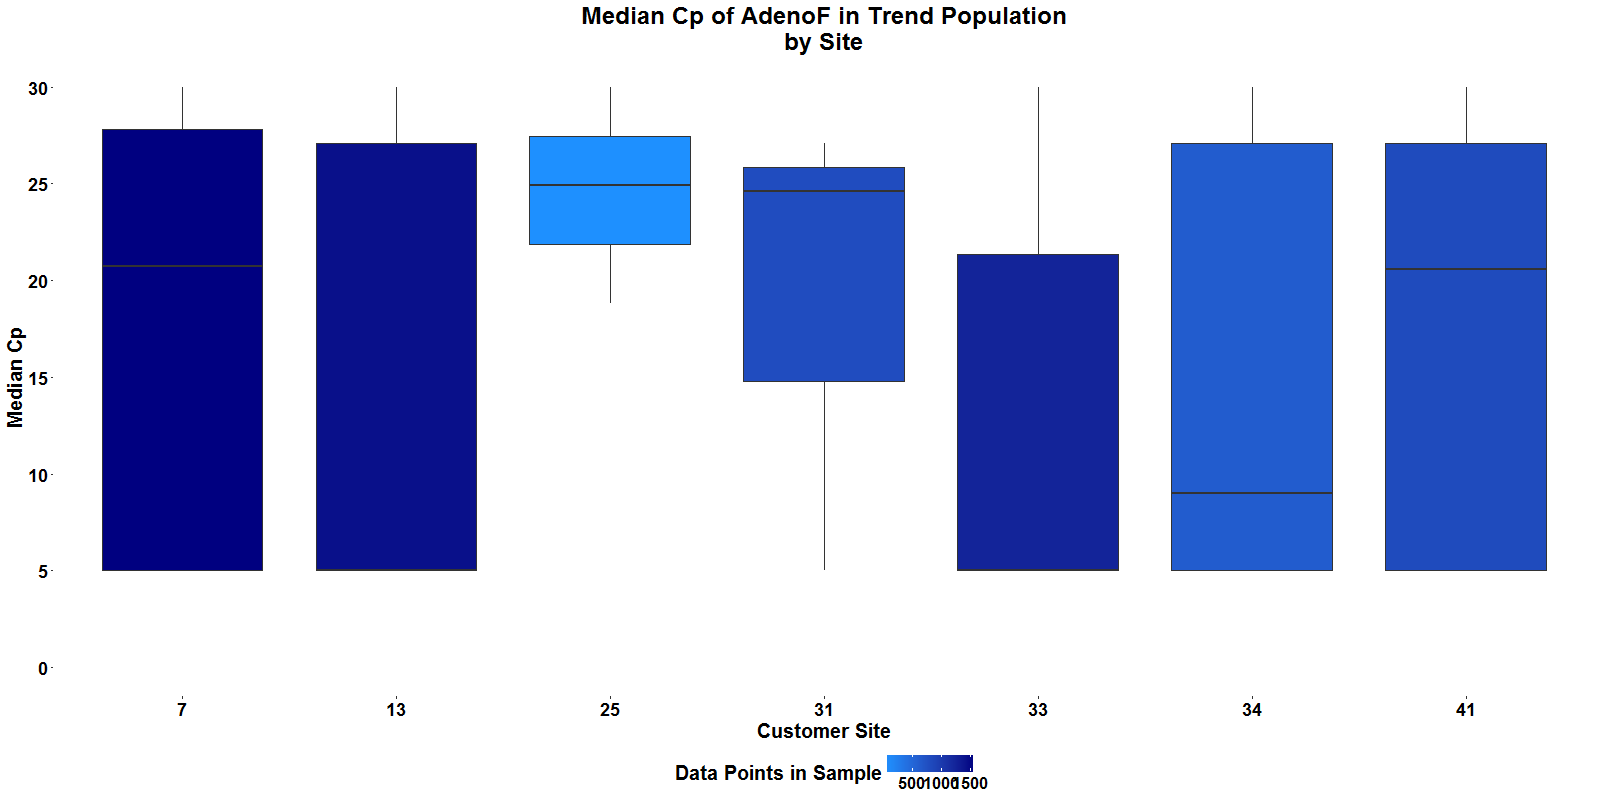 Median Cp of AdenoF in Trend Population
by Site
Median Cp
30
25
20
15
10
5
0
7 13 25 31 33 34 41
Customer Site
Data Points in Sample
500 1000 1500